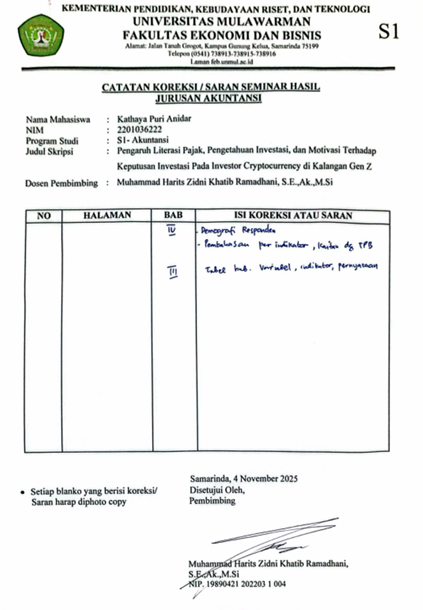 KEMENTERIAN PENDIDIKAN, KEBUDAYAAN RISET, DAN TEKNOLOGI
UNIVERSITAS MULAWARMAN
FAKULTAS EKONOMI DAN BISNIS
S1
Alamat: Jalan Tanah Grogot, Kampus Gunung Kelua, Samarinda 75199
Telepon (0541) 738913-738915-738916
Laman feb.unmul.ac.id
CATATAN KOREKSI / SARAN SEMINAR HASIL
JURUSAN AKUNTANSI
Nama Mahasiswa : Kathaya Puri Anidar
NIM : 2201036222
Program Studi : S1- Akuntansi
Judul Skripsi : Pengaruh Literasi Pajak, Pengetahuan Investasi, dan Motivasi Terhadap
Keputusan Investasi Pada Investor Cryptocurrency di Kalangan Gen Z
Dosen Pembimbing : Muhammad Harits Zidni Khatib Ramadhani, S.E.,Ak.,M.Si
NO HALAMAN BAB ISI KOREKSI ATAU SARAN
IV - Demografi Responden
- Pembahasan per indikator, kaitan dg TPB
III Tabel hub. Variabel, indikator, pernyataan
Samarinda, 4 November 2025
• Setiap blanko yang berisi koreksi/ Disetujui Oleh,
Saran harap diphoto copy Pembimbing
Muhammad Harits Zidni Khatib Ramadhani,
S.E,Ak.,M.Si
NIP. 19890421 202203 1 004